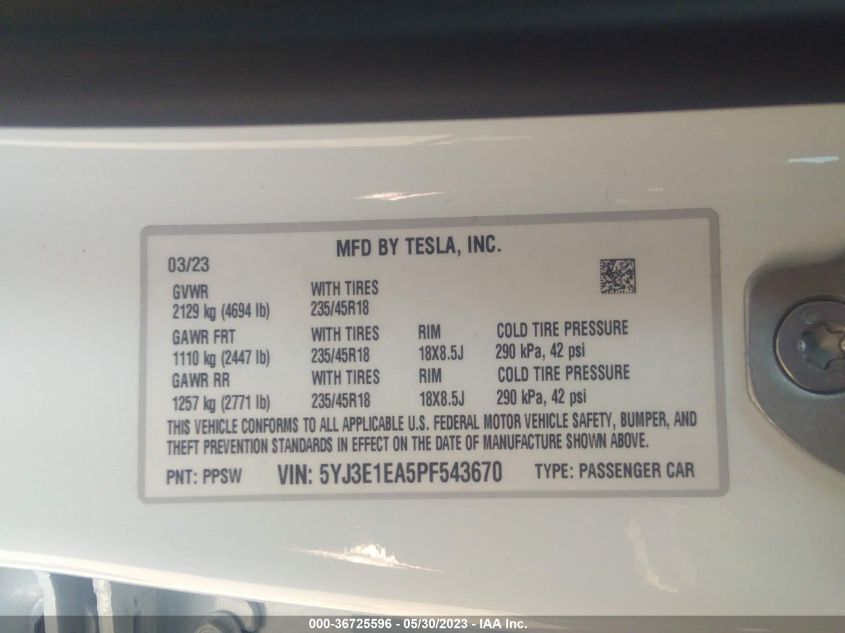 MFD BY TESLA, INC.
03/23
GVWR WITH TIRES
2129 kg (4694 lb) 235/45R18
GAWR FRT WITH TIRES RIM COLD TIRE PRESSURE
1110 kg (2447 lb) 235/45R18 18X8.5J 290 kPa, 42 psi
GAWR RR WITH TIRES RIM COLD TIRE PRESSURE
1257 kg (2771 lb) 235/45R18 18X8.5J 290 kPa, 42 psi
THIS VEHICLE CONFORMS TO ALL APPLICABLE U.S. FEDERAL MOTOR VEHICLE SAFETY, BUMPER, AND
THEFT PREVENTION STANDARDS IN EFFECT ON THE DATE OF MANUFACTURE SHOWN ABOVE.
PNT: PPSW VIN: 5YJ3E1EA5PF543670 TYPE: PASSENGER CAR
000-36725596 - 05/30/2023 - IAA Inc.